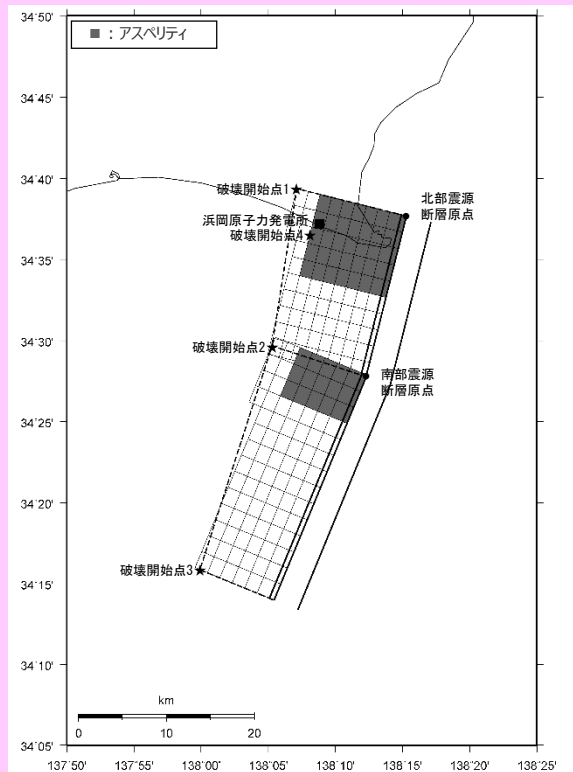 34°50'
■ : アスペリティ
34°45'
34°40'
破壊開始点1
北部震源
断層原点
浜岡原子力発電所
破壊開始点4
34°35'
34°30'
破壊開始点2
南部震源
断層原点
34°25'
34°20'
破壊開始点3
34°15'
34°10'
km
0 10 20
34°05'
137°50' 137°55' 138°00' 138°05' 138°10' 138°15' 138°20' 138°25'